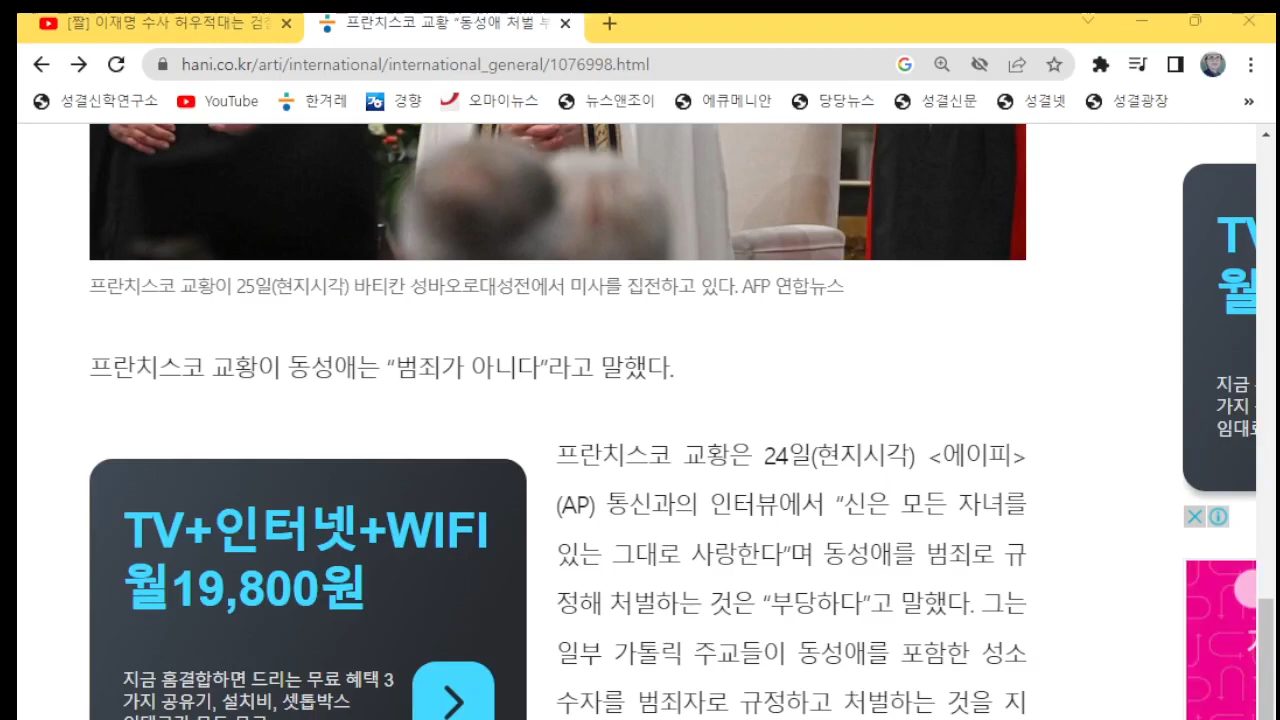 [짤] 이재명 수사 허우적대는 검찰
프란치스코 교황 “동성애 처벌 부
hani.co.kr/arti/international/international_general/1076998.html
성결신학연구소 YouTube 한겨레 경향 오마이뉴스 뉴스앤조이 에큐메니안 당당뉴스 성결신문 성결넷 성결광장
프란치스코 교황이 25일(현지시각) 바티칸 성바오로대성전에서 미사를 집전하고 있다. AFP 연합뉴스
프란치스코 교황이 동성애는 “범죄가 아니다”라고 말했다.
프란치스코 교황은 24일(현지시각) <에이피>
(AP) 통신과의 인터뷰에서 “신은 모든 자녀를
있는 그대로 사랑한다”며 동성애를 범죄로 규
정해 처벌하는 것은 “부당하다”고 말했다. 그는
일부 가톨릭 주교들이 동성애를 포함한 성소
수자를 범죄자로 규정하고 처벌하는 것을 지
TV+인터넷+WIFI
월19,800원
지금 홈결합하면 드리는 무료 혜택 3
가지 공유기, 설치비, 셋톱박스
TV
월
지금
가지
임대료